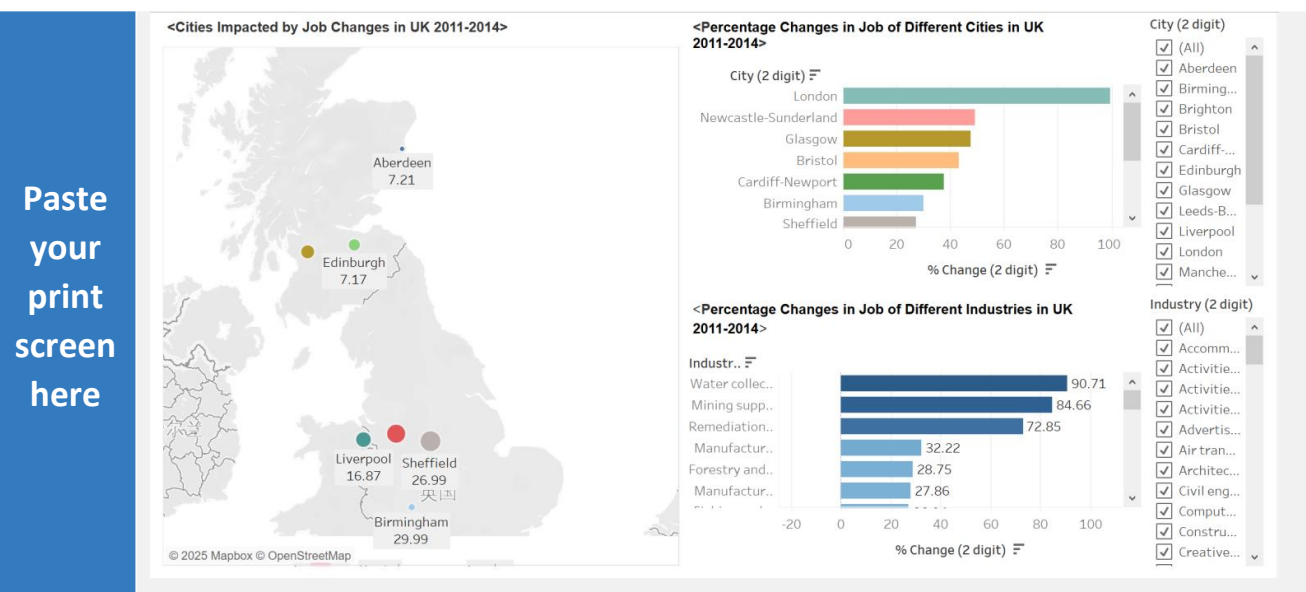 Paste
your
print
screen
here
<Cities Impacted by Job Changes in UK 2011-2014>
Aberdeen
7.21
Edinburgh
7.17
Liverpool
16.87
Sheffield
26.99
英国
Birmingham
29.99
© 2025 Mapbox © OpenStreetMap
<Percentage Changes in Job of Different Cities in UK
2011-2014>
City (2 digit)
London
Newcastle-Sunderland
Glasgow
Bristol
Cardiff-Newport
Birmingham
Sheffield
0 20 40 60 80 100
% Change (2 digit)
<Percentage Changes in Job of Different Industries in UK
2011-2014>
Industr..
Water collec.. 90.71
Mining supp.. 84.66
Remediation.. 72.85
Manufactur.. 32.22
Forestry and.. 28.75
Manufactur.. 27.86
-20 0 20 40 60 80 100
% Change (2 digit)
City (2 digit)
(All)
Aberdeen
Birming...
Brighton
Bristol
Cardiff-...
Edinburgh
Glasgow
Leeds-B...
Liverpool
London
Manche...
Industry (2 digit)
(All)
Accomm...
Activitie...
Activitie...
Activitie...
Advertis...
Air tran...
Architec...
Civil eng...
Comput...
Constru...
Creative...